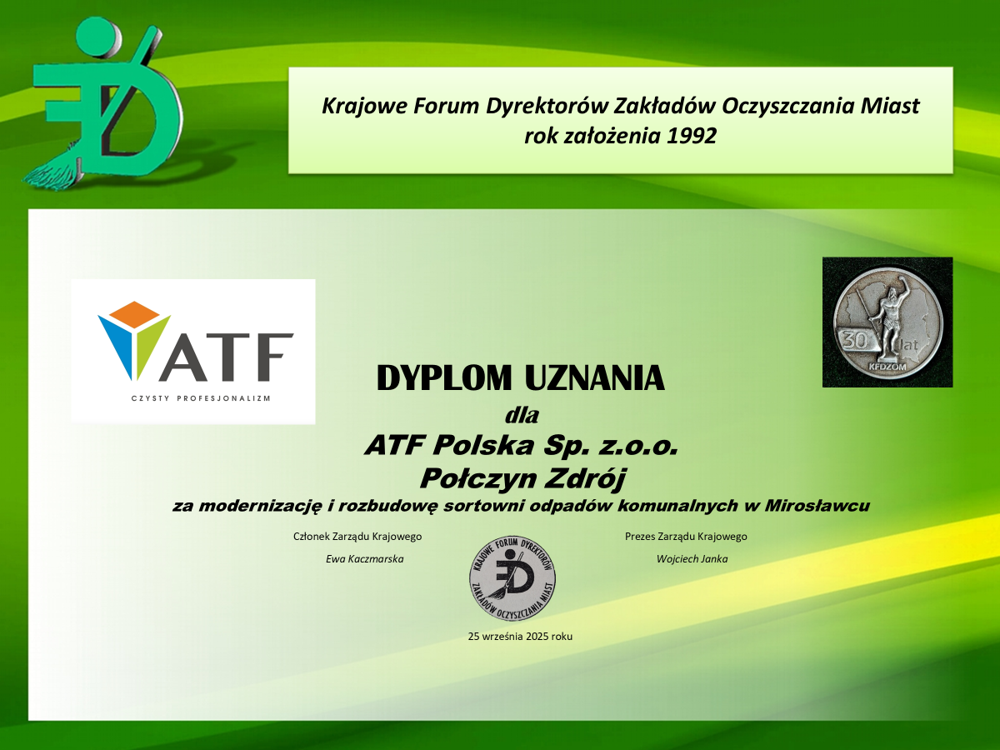 Krajowe Forum Dyrektorów Zakładów Oczyszczania Miast
rok założenia 1992
ATF
CZYSTY PROFESJONALIZM
30 lat
KFDZOM
DYPLOM UZNANIA
dla
ATF Polska Sp. z.o.o.
Połczyn Zdrój
za modernizację i rozbudowę sortowni odpadów komunalnych w Mirosławcu
Członek Zarządu Krajowego
Ewa Kaczmarska
Prezes Zarządu Krajowego
Wojciech Janka
KRAJOWE FORUM DYREKTORÓW
ZAKŁADÓW OCZYSZCZANIA MIAST
25 września 2025 roku